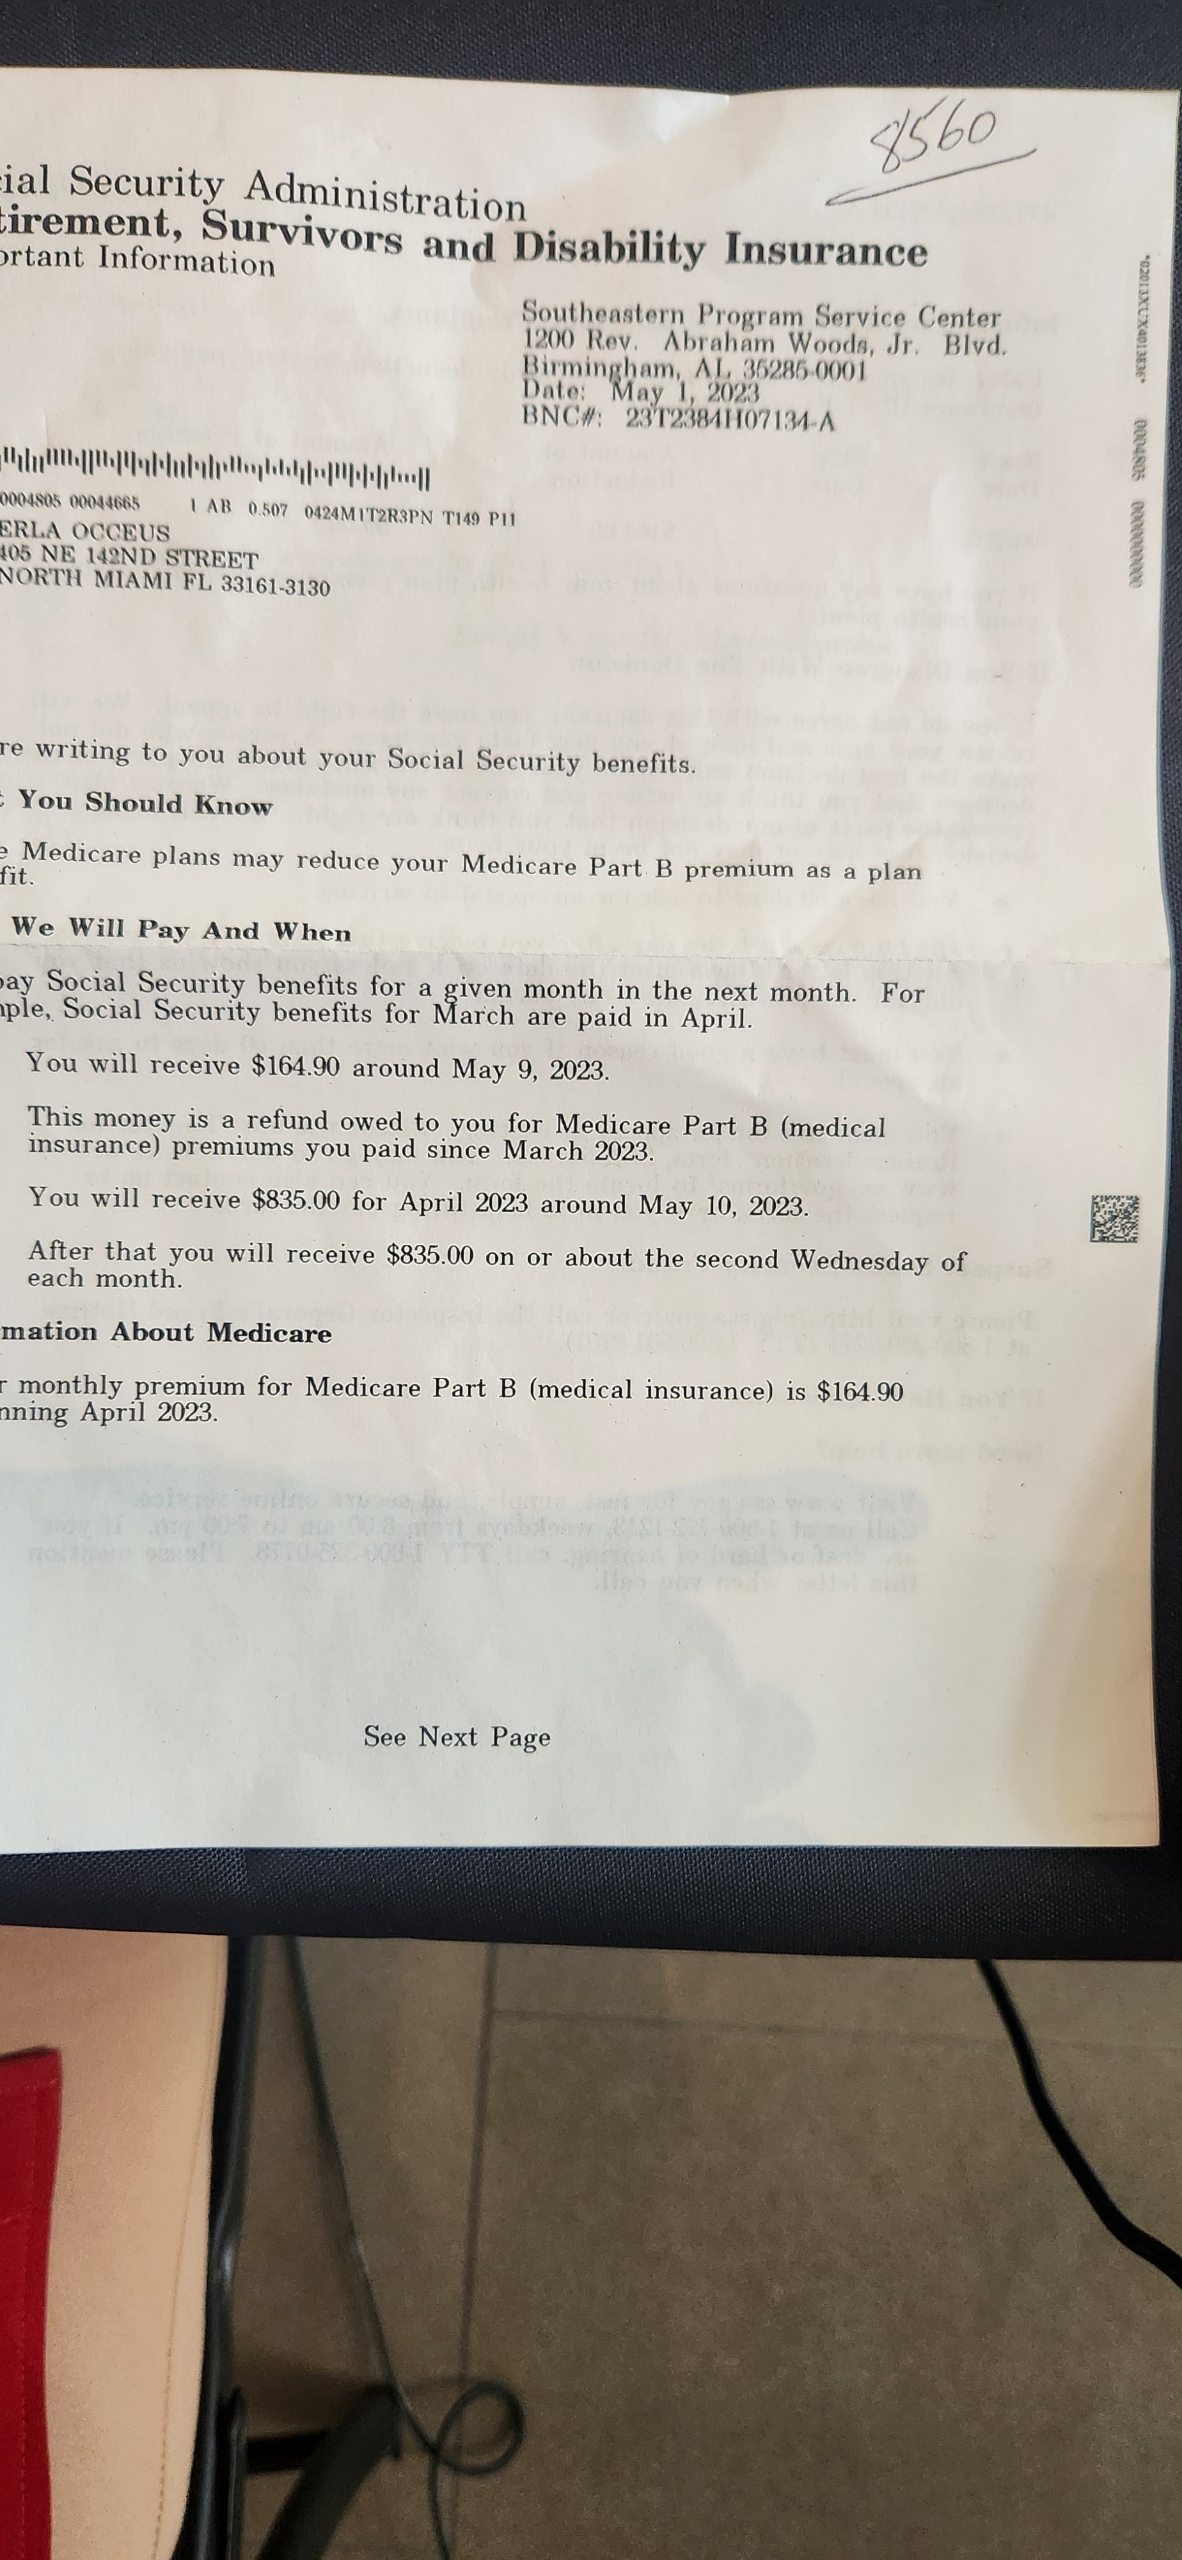 8560
cial Security Administration
tirement, Survivors and Disability Insurance
ortant Information
Southeastern Program Service Center
1200 Rev. Abraham Woods, Jr. Blvd.
Birmingham, AL 35285-0001
Date: May 1, 2023
BNC#: 23T2384H07134-A
0004805 00044665 1 AB 0.507 0424M1T2R3PN T149 P11
ERLA OCCEUS
405 NE 142ND STREET
NORTH MIAMI FL 33161-3130
0004805 0000000000
re writing to you about your Social Security benefits.
t You Should Know
e Medicare plans may reduce your Medicare Part B premium as a plan
fit.
We Will Pay And When
pay Social Security benefits for a given month in the next month. For
mple, Social Security benefits for March are paid in April.
You will receive $164.90 around May 9, 2023.
This money is a refund owed to you for Medicare Part B (medical
insurance) premiums you paid since March 2023.
You will receive $835.00 for April 2023 around May 10, 2023.
After that you will receive $835.00 on or about the second Wednesday of
each month.
rmation About Medicare
r monthly premium for Medicare Part B (medical insurance) is $164.90
nning April 2023.
See Next Page